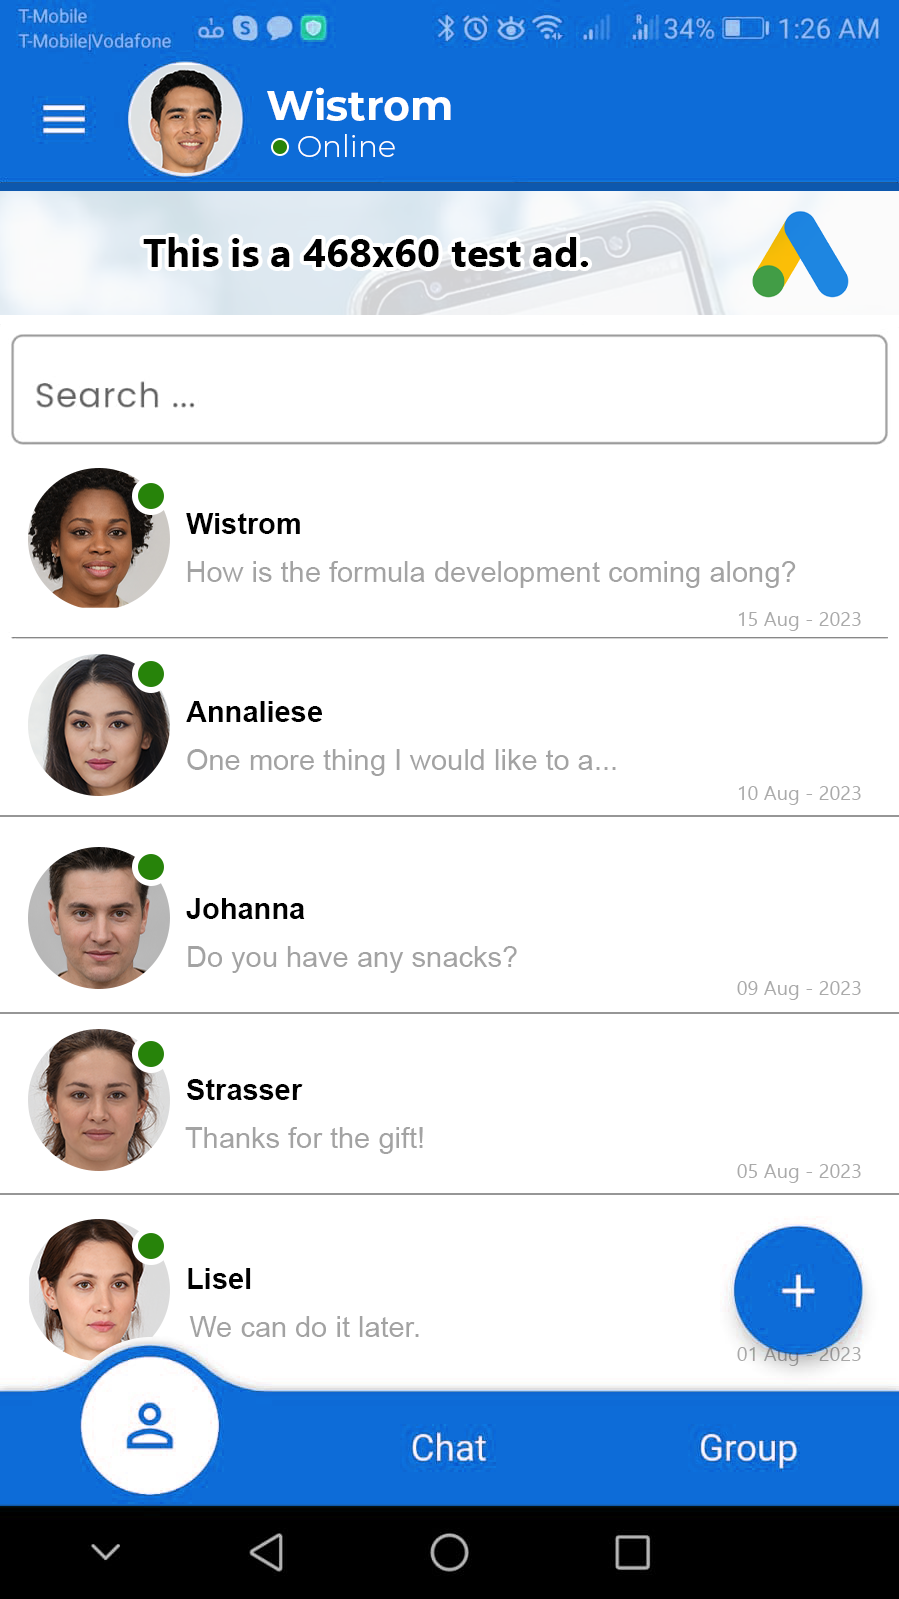 T-Mobile
T-Mobile|Vodafone
34%
1:26 AM
Wistrom
Online
This is a 468x60 test ad.
Search ...
Wistrom
How is the formula development coming along?
15 Aug - 2023
Annaliese
One more thing I would like to a...
10 Aug - 2023
Johanna
Do you have any snacks?
09 Aug - 2023
Strasser
Thanks for the gift!
05 Aug - 2023
Lisel
We can do it later.
01 Aug - 2023
Chat
Group